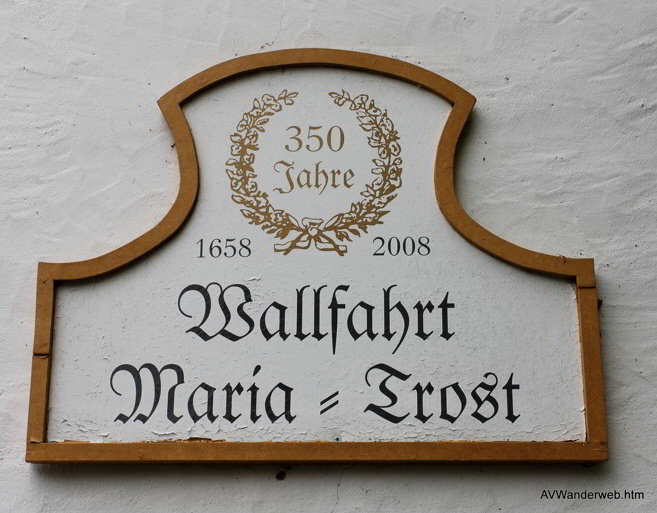 350
Jahre
1658 2008
Wallfahrt
Maria - Trost
AVWanderweb.htm